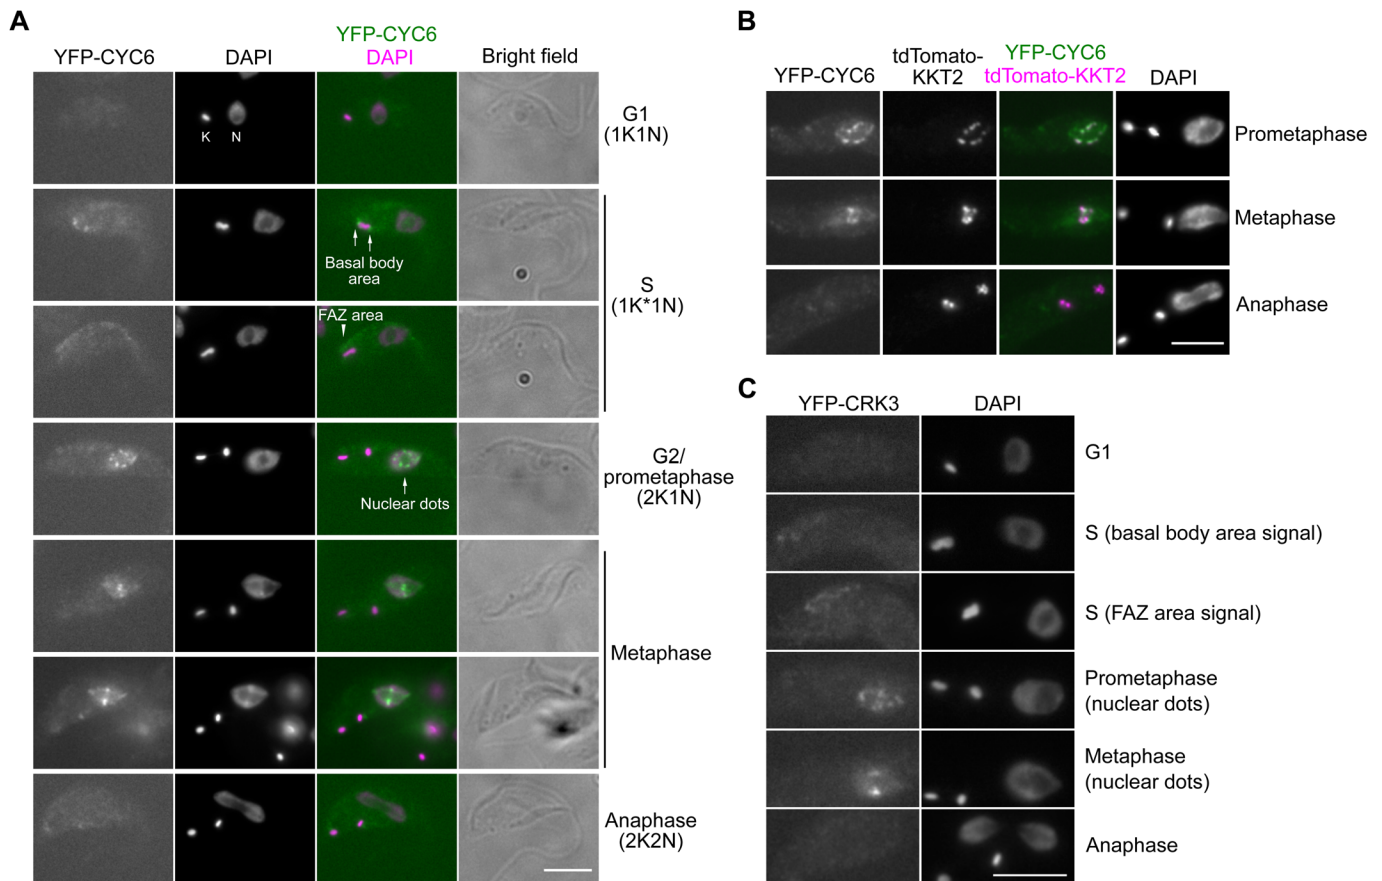 A
YFP-CYC6
DAPI
YFP-CYC6
DAPI
Bright field
K
N
G1
(1K1N)
Basal body
area
S
(1K*1N)
FAZ area
G2/
prometaphase
(2K1N)
Nuclear dots
Metaphase
Anaphase
(2K2N)
B
YFP-CYC6
tdTomato-
KKT2
YFP-CYC6
tdTomato-KKT2
DAPI
Prometaphase
Metaphase
Anaphase
C
YFP-CRK3
DAPI
G1
S (basal body area signal)
S (FAZ area signal)
Prometaphase
(nuclear dots)
Metaphase
(nuclear dots)
Anaphase